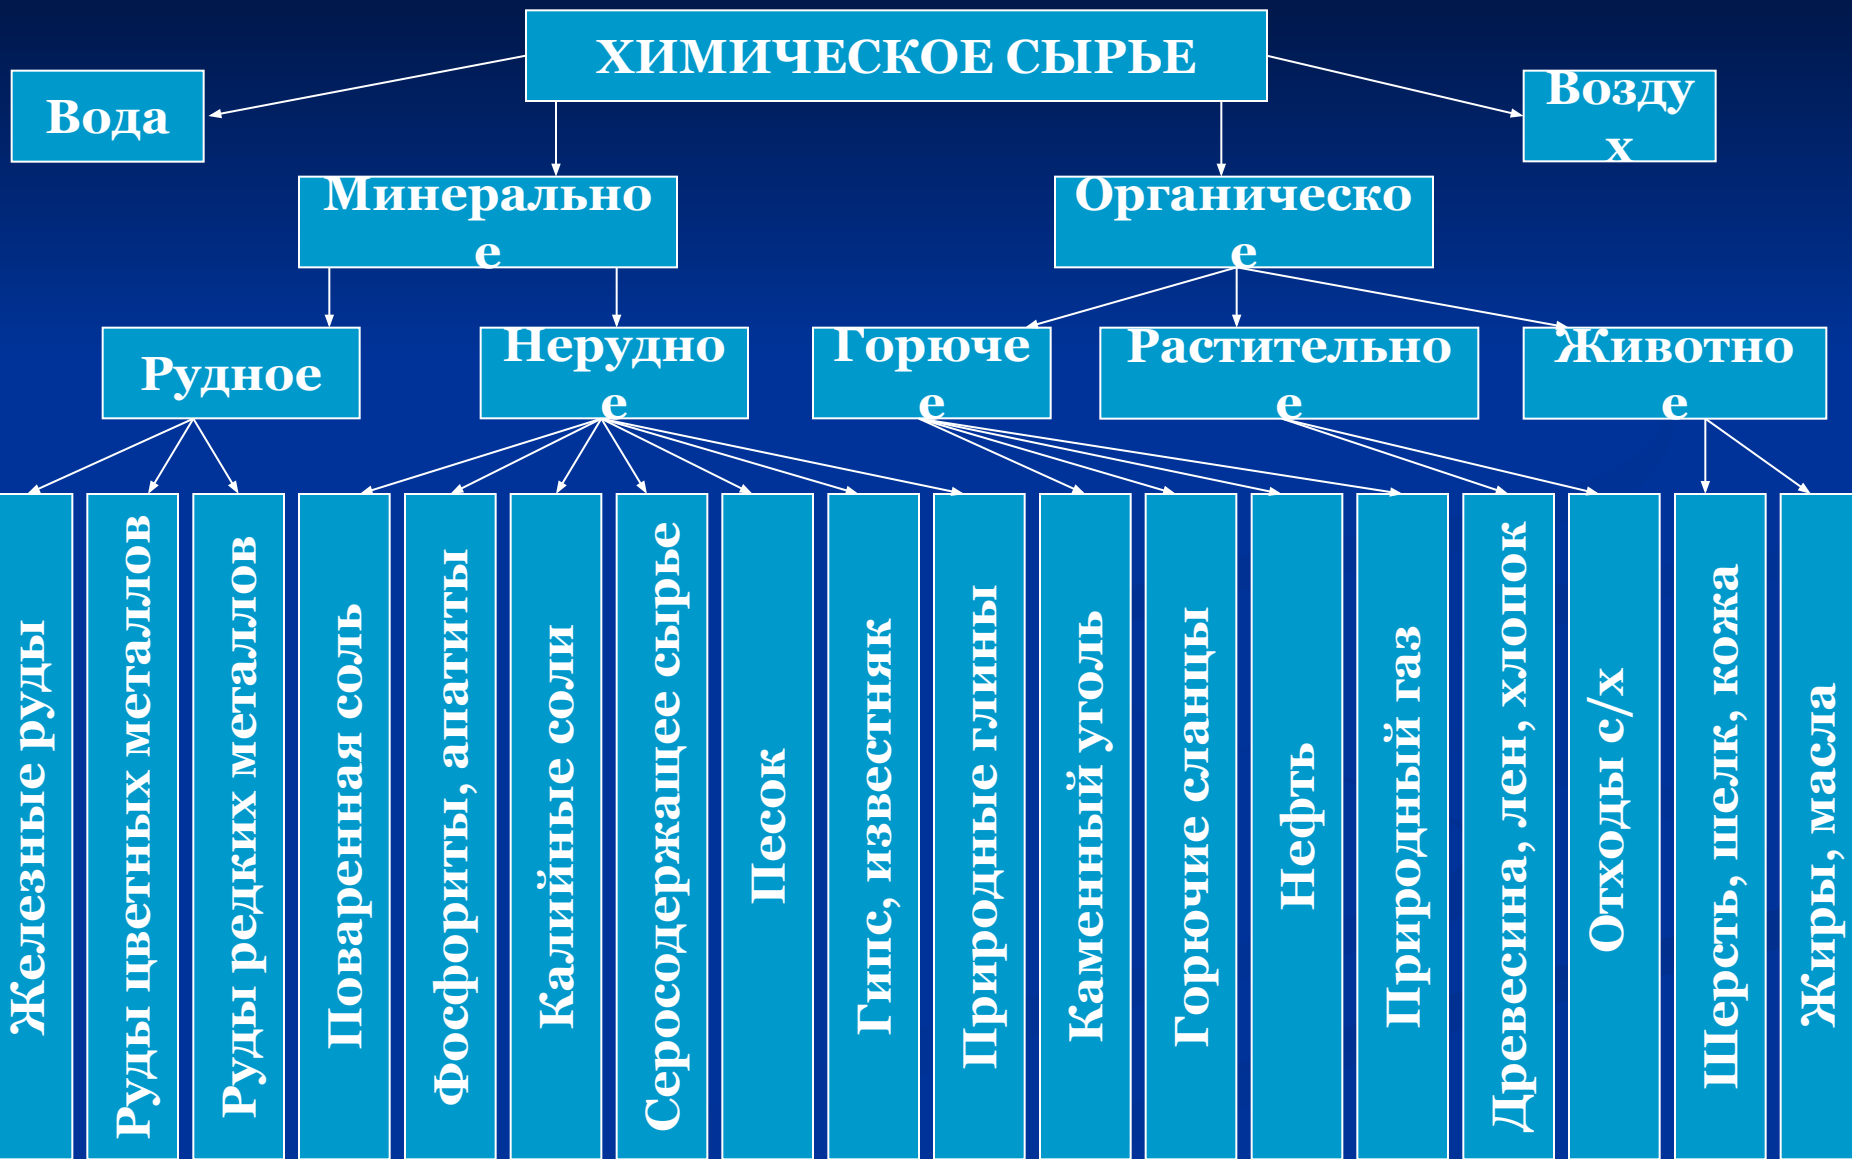 ХИМИЧЕСКОЕ СЫРЬЕ
Вода
Возду
х
Минерально
е
Органическо
е
Рудное
Нерудно
е
Горюче
е
Растительно
е
Животно
е
Железные руды
Руды цветных металлов
Руды редких металлов
Поваренная соль
Фосфориты, апатиты
Калийные соли
Серосодержащее сырье
Песок
Гипс, известняк
Природные глины
Каменный уголь
Горючие сланцы
Нефть
Природный газ
Древесина, лен, хлопок
Отходы с/х
Шерсть, шелк, кожа
Жиры, масла